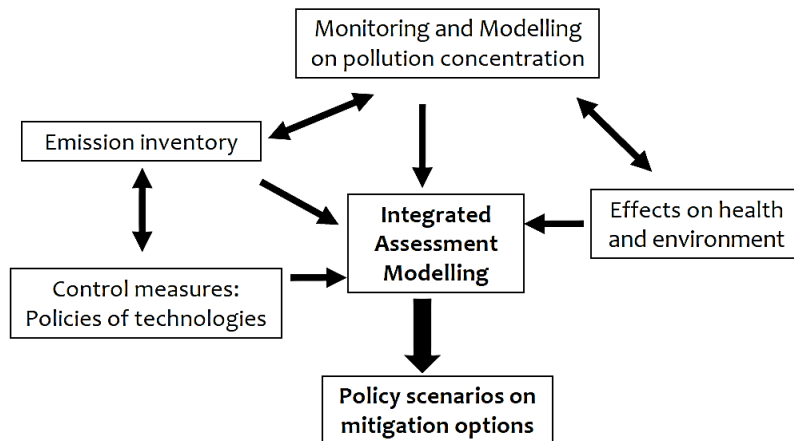 Monitoring and Modelling
on pollution concentration
Emission inventory
Integrated
Assessment
Modelling
Effects on health
and environment
Control measures:
Policies of technologies
Policy scenarios on
mitigation options